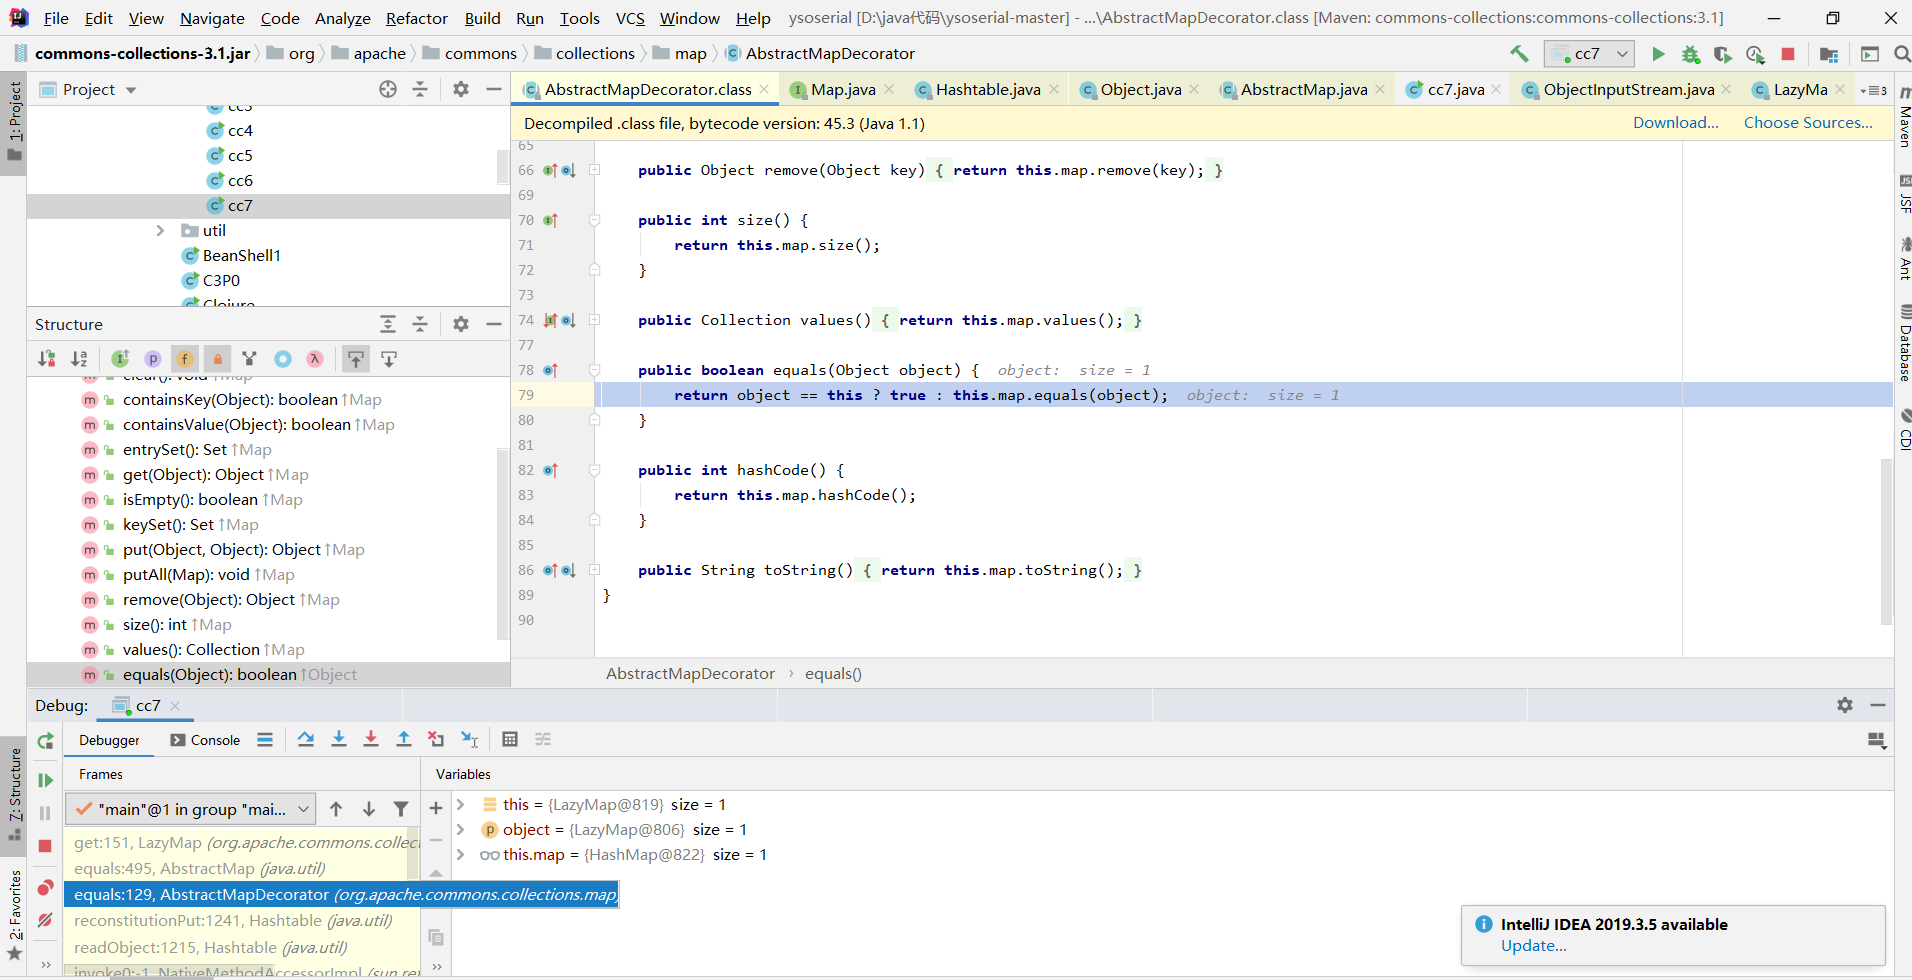 File Edit View Navigate Code Analyze Refactor Build Run Tools VCS Window Help ysoserial [D:\java代码\ysoserial-master] - ...\AbstractMapDecorator.class [Maven: commons-collections:commons-collections:3.1]
commons-collections-3.1.jar org apache commons collections map AbstractMapDecorator cc7
1: Project
Project
AbstractMapDecorator.class Map.java Hashtable.java Object.java AbstractMap.java cc7.java ObjectInputStream.java LazyMa 3
Decompiled .class file, bytecode version: 45.3 (Java 1.1) Download... Choose Sources...
cc3
cc4
cc5
cc6
cc7
util
BeanShell1
C3P0
Clojure
Structure
clear(): void ↑Map
containsKey(Object): boolean ↑Map
containsValue(Object): boolean ↑Map
entrySet(): Set ↑Map
get(Object): Object ↑Map
isEmpty(): boolean ↑Map
keySet(): Set ↑Map
put(Object, Object): Object ↑Map
putAll(Map): void ↑Map
remove(Object): Object ↑Map
size(): int ↑Map
values(): Collection ↑Map
equals(Object): boolean ↑Object
65
66 public Object remove(Object key) { return this.map.remove(key); }
69
70 public int size() {
71 return this.map.size();
72 }
73
74 public Collection values() { return this.map.values(); }
77
78 public boolean equals(Object object) { object: size = 1
79 return object == this ? true : this.map.equals(object); object: size = 1
80 }
81
82 public int hashCode() {
83 return this.map.hashCode();
84 }
85
86 public String toString() { return this.map.toString(); }
89 }
90
AbstractMapDecorator › equals()
Maven
JSF
Ant
Database
CDI
Debug: cc7
Debugger Console
Frames
Variables
"main"@1 in group "mai...
get:151, LazyMap (org.apache.commons.collect
equals:495, AbstractMap (java.util)
equals:129, AbstractMapDecorator (org.apache.commons.collections.map)
reconstitutionPut:1241, Hashtable (java.util)
readObject:1215, Hashtable (java.util)
invoke0:-1, NativeMethodAccessorImpl (sun.ref
this = {LazyMap@819} size = 1
object = {LazyMap@806} size = 1
this.map = {HashMap@822} size = 1
7: Structure
2: Favorites
IntelliJ IDEA 2019.3.5 available
Update...